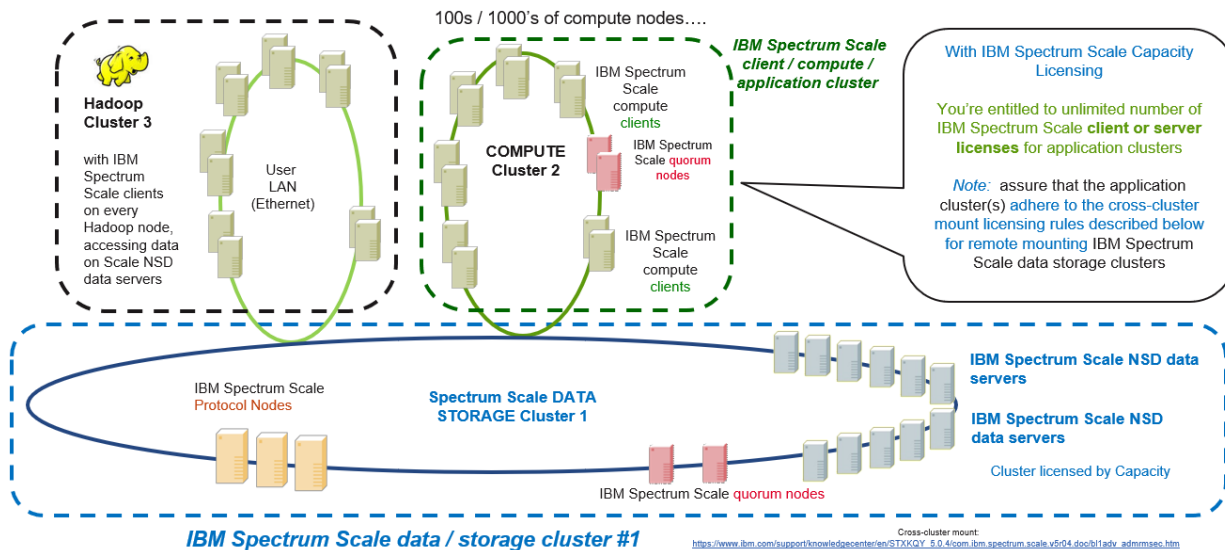 100s / 1000's of compute nodes….
Hadoop
Cluster 3
with IBM
Spectrum
Scale clients
on every
Hadoop node,
accessing data
on Scale NSD
data servers
User
LAN
(Ethernet)
IBM Spectrum
Scale
compute
clients
COMPUTE
Cluster 2
IBM Spectrum
Scale quorum
nodes
IBM Spectrum
Scale
compute
clients
IBM Spectrum Scale
client / compute /
application cluster
With IBM Spectrum Scale Capacity
Licensing
You're entitled to unlimited number of
IBM Spectrum Scale client or server
licenses for application clusters
Note: assure that the application
cluster(s) adhere to the cross-cluster
mount licensing rules described below
for remote mounting IBM Spectrum
Scale data storage clusters
IBM Spectrum Scale
Protocol Nodes
Spectrum Scale DATA
STORAGE Cluster 1
IBM Spectrum Scale NSD data
servers
IBM Spectrum Scale NSD
data servers
Cluster licensed by Capacity
IBM Spectrum Scale quorum nodes
IBM Spectrum Scale data / storage cluster #1
Cross-cluster mount:
https://www.ibm.com/support/knowledgecenter/en/STXKQY_5.0.4/com.ibm.spectrum.scale.v5r04.doc/bl1adv_admrmsec.htm